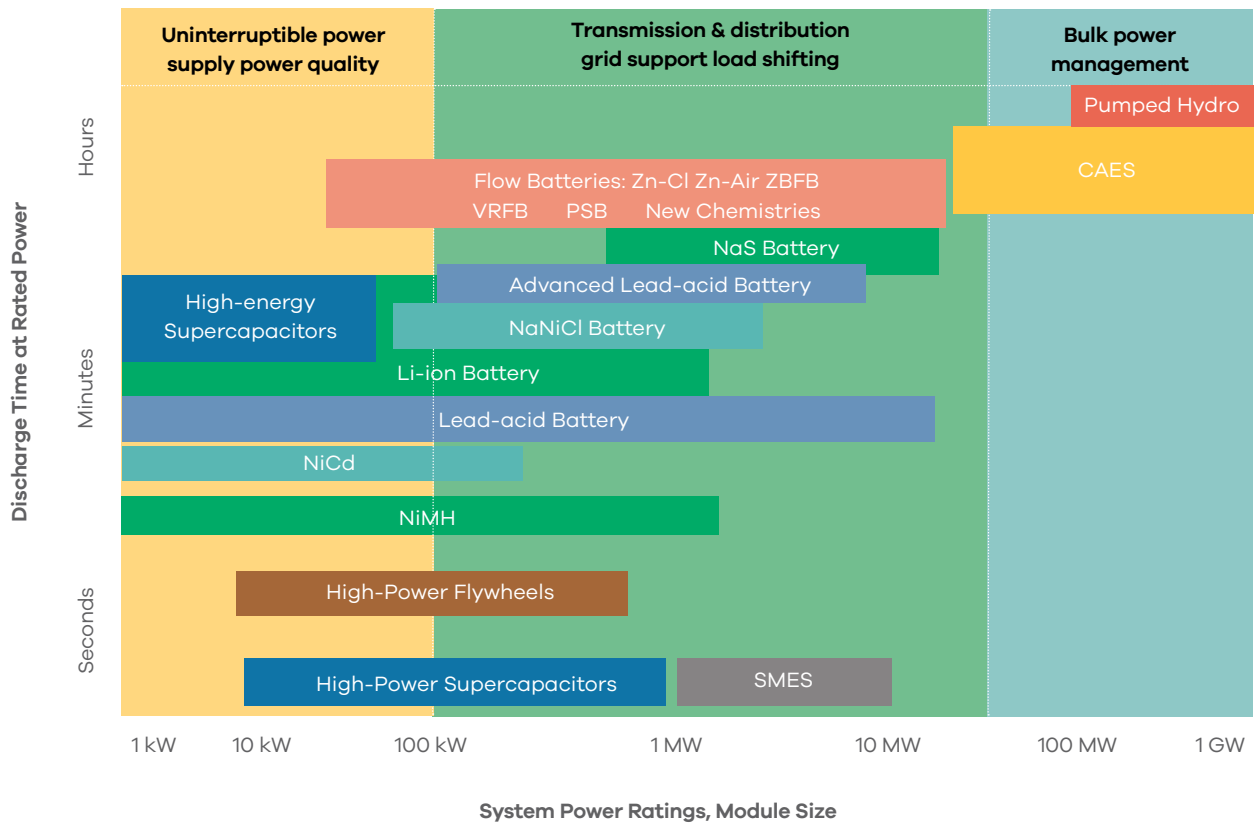 Uninterruptible power
supply power quality
Transmission & distribution
grid support load shifting
Bulk power
management
Discharge Time at Rated Power
Hours
Minutes
Seconds
Pumped Hydro
CAES
Flow Batteries: Zn-Cl Zn-Air ZBFB
VRFB PSB New Chemistries
NaS Battery
Advanced Lead-acid Battery
High-energy
Supercapacitors
NaNiCl Battery
Li-ion Battery
Lead-acid Battery
NiCd
NiMH
High-Power Flywheels
High-Power Supercapacitors
SMES
1 kW 10 kW 100 kW 1 MW 10 MW 100 MW 1 GW
System Power Ratings, Module Size